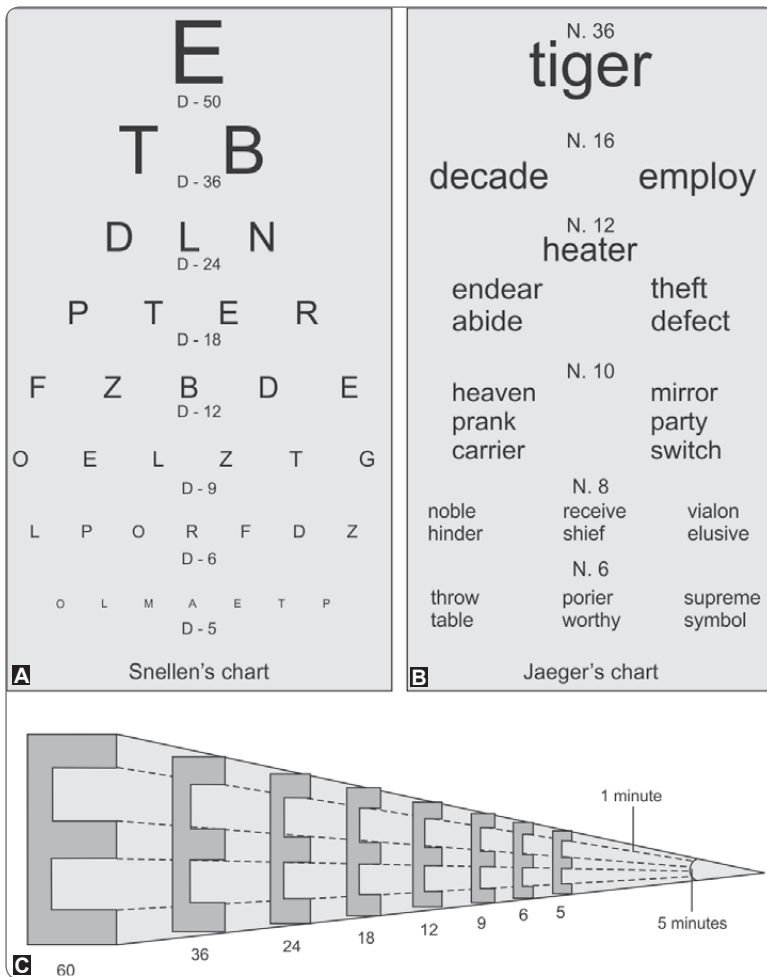 E
D - 50
T B
D - 36
D L N
D - 24
P T E R
D - 18
F Z B D E
D - 12
O E L Z T G
D - 9
L P O R F D Z
D - 6
O L M A E T P
D - 5
A Snellen's chart
N. 36
tiger
N. 16
decade employ
N. 12
heater
endear theft
abide defect
N. 10
heaven mirror
prank party
carrier switch
N. 8
noble receive vialon
hinder shief elusive
N. 6
throw porier supreme
table worthy symbol
B Jaeger's chart
1 minute
5 minutes
60 36 24 18 12 9 6 5
C